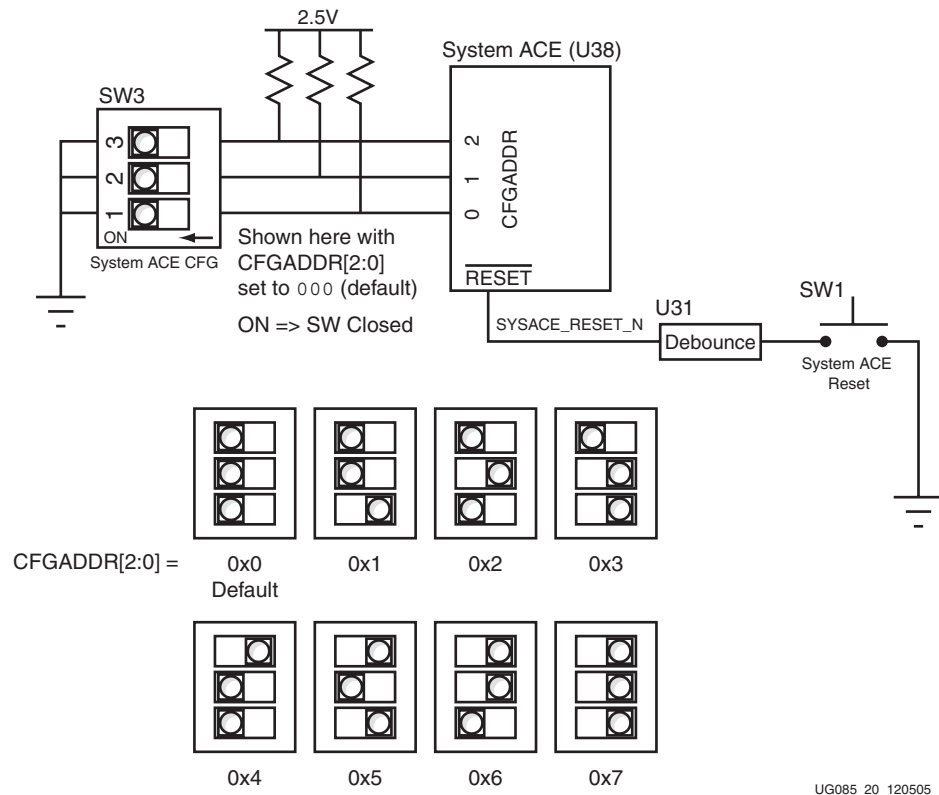 2.5V
System ACE (U38)
SW3
3
2
1
ON
System ACE CFG
2
1
0
CFGADDR
RESET
Shown here with
CFGADDR[2:0]
set to 000 (default)
ON => SW Closed
SYSACE_RESET_N
U31
Debounce
SW1
System ACE
Reset
CFGADDR[2:0] =
0x0
Default
0x1
0x2
0x3
0x4
0x5
0x6
0x7
UG085_20_120505